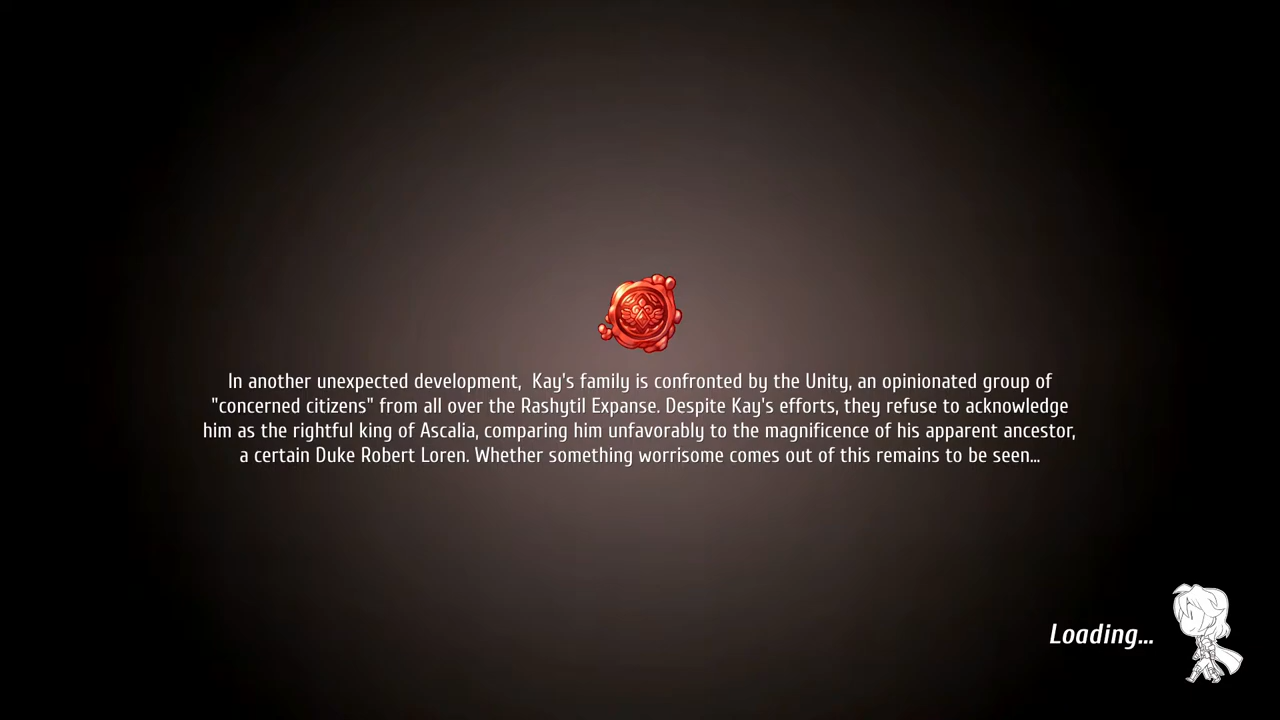 In another unexpected development,  Kay's family is confronted by the Unity, an opinionated group of
"concerned citizens" from all over the Rashytil Expanse. Despite Kay's efforts, they refuse to acknowledge
him as the rightful king of Ascalia, comparing him unfavorably to the magnificence of his apparent ancestor,
a certain Duke Robert Loren. Whether something worrisome comes out of this remains to be seen...
Loading...